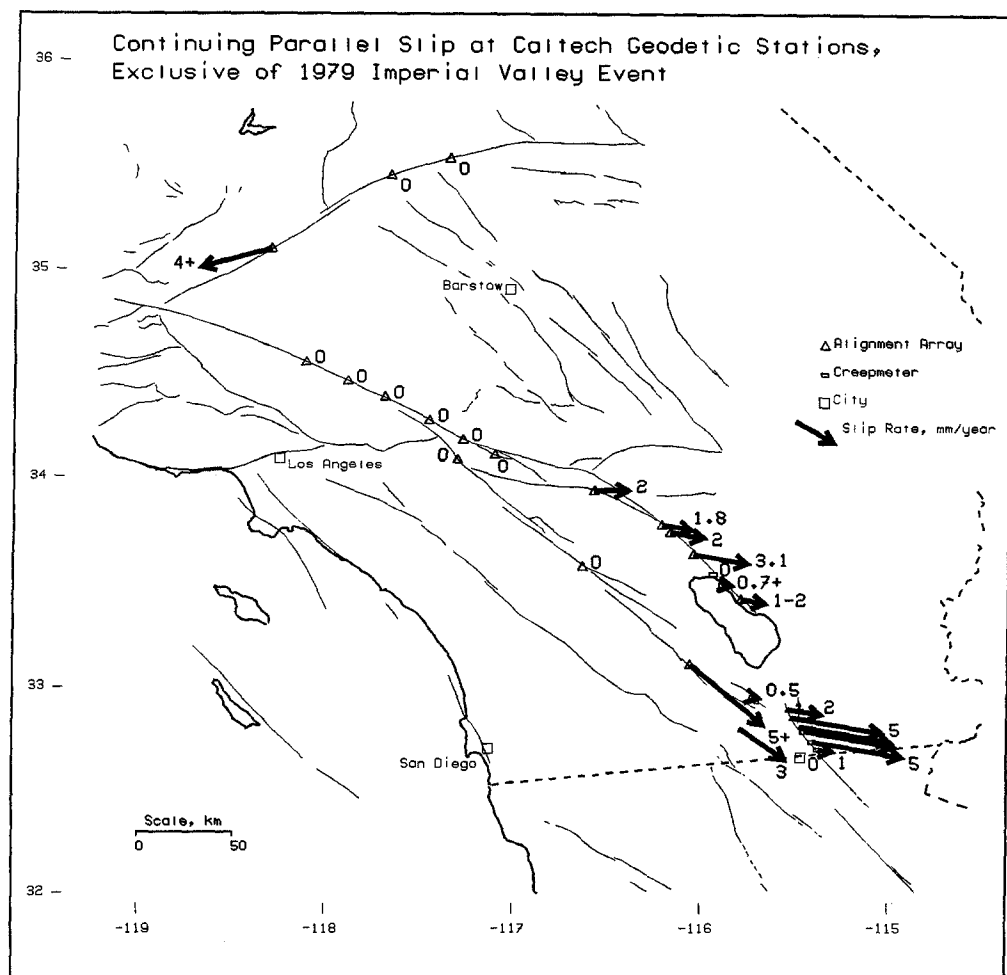 Continuing Parallel Slip at Caltech Geodetic Stations,
Exclusive of 1979 Imperial Valley Event
36
0
0
4+
35
Barstow
Alignment Array
Creepmeter
City
Slip Rate, mm/year
0
0
0
0
0
0
0
34
Los Angeles
2
1.8
2
3.1
0
0
0.7+
1-2
33
0.5
2
5+
5
San Diego
3
0
1
5
Scale, km
0 50
32
-119 -118 -117 -116 -115